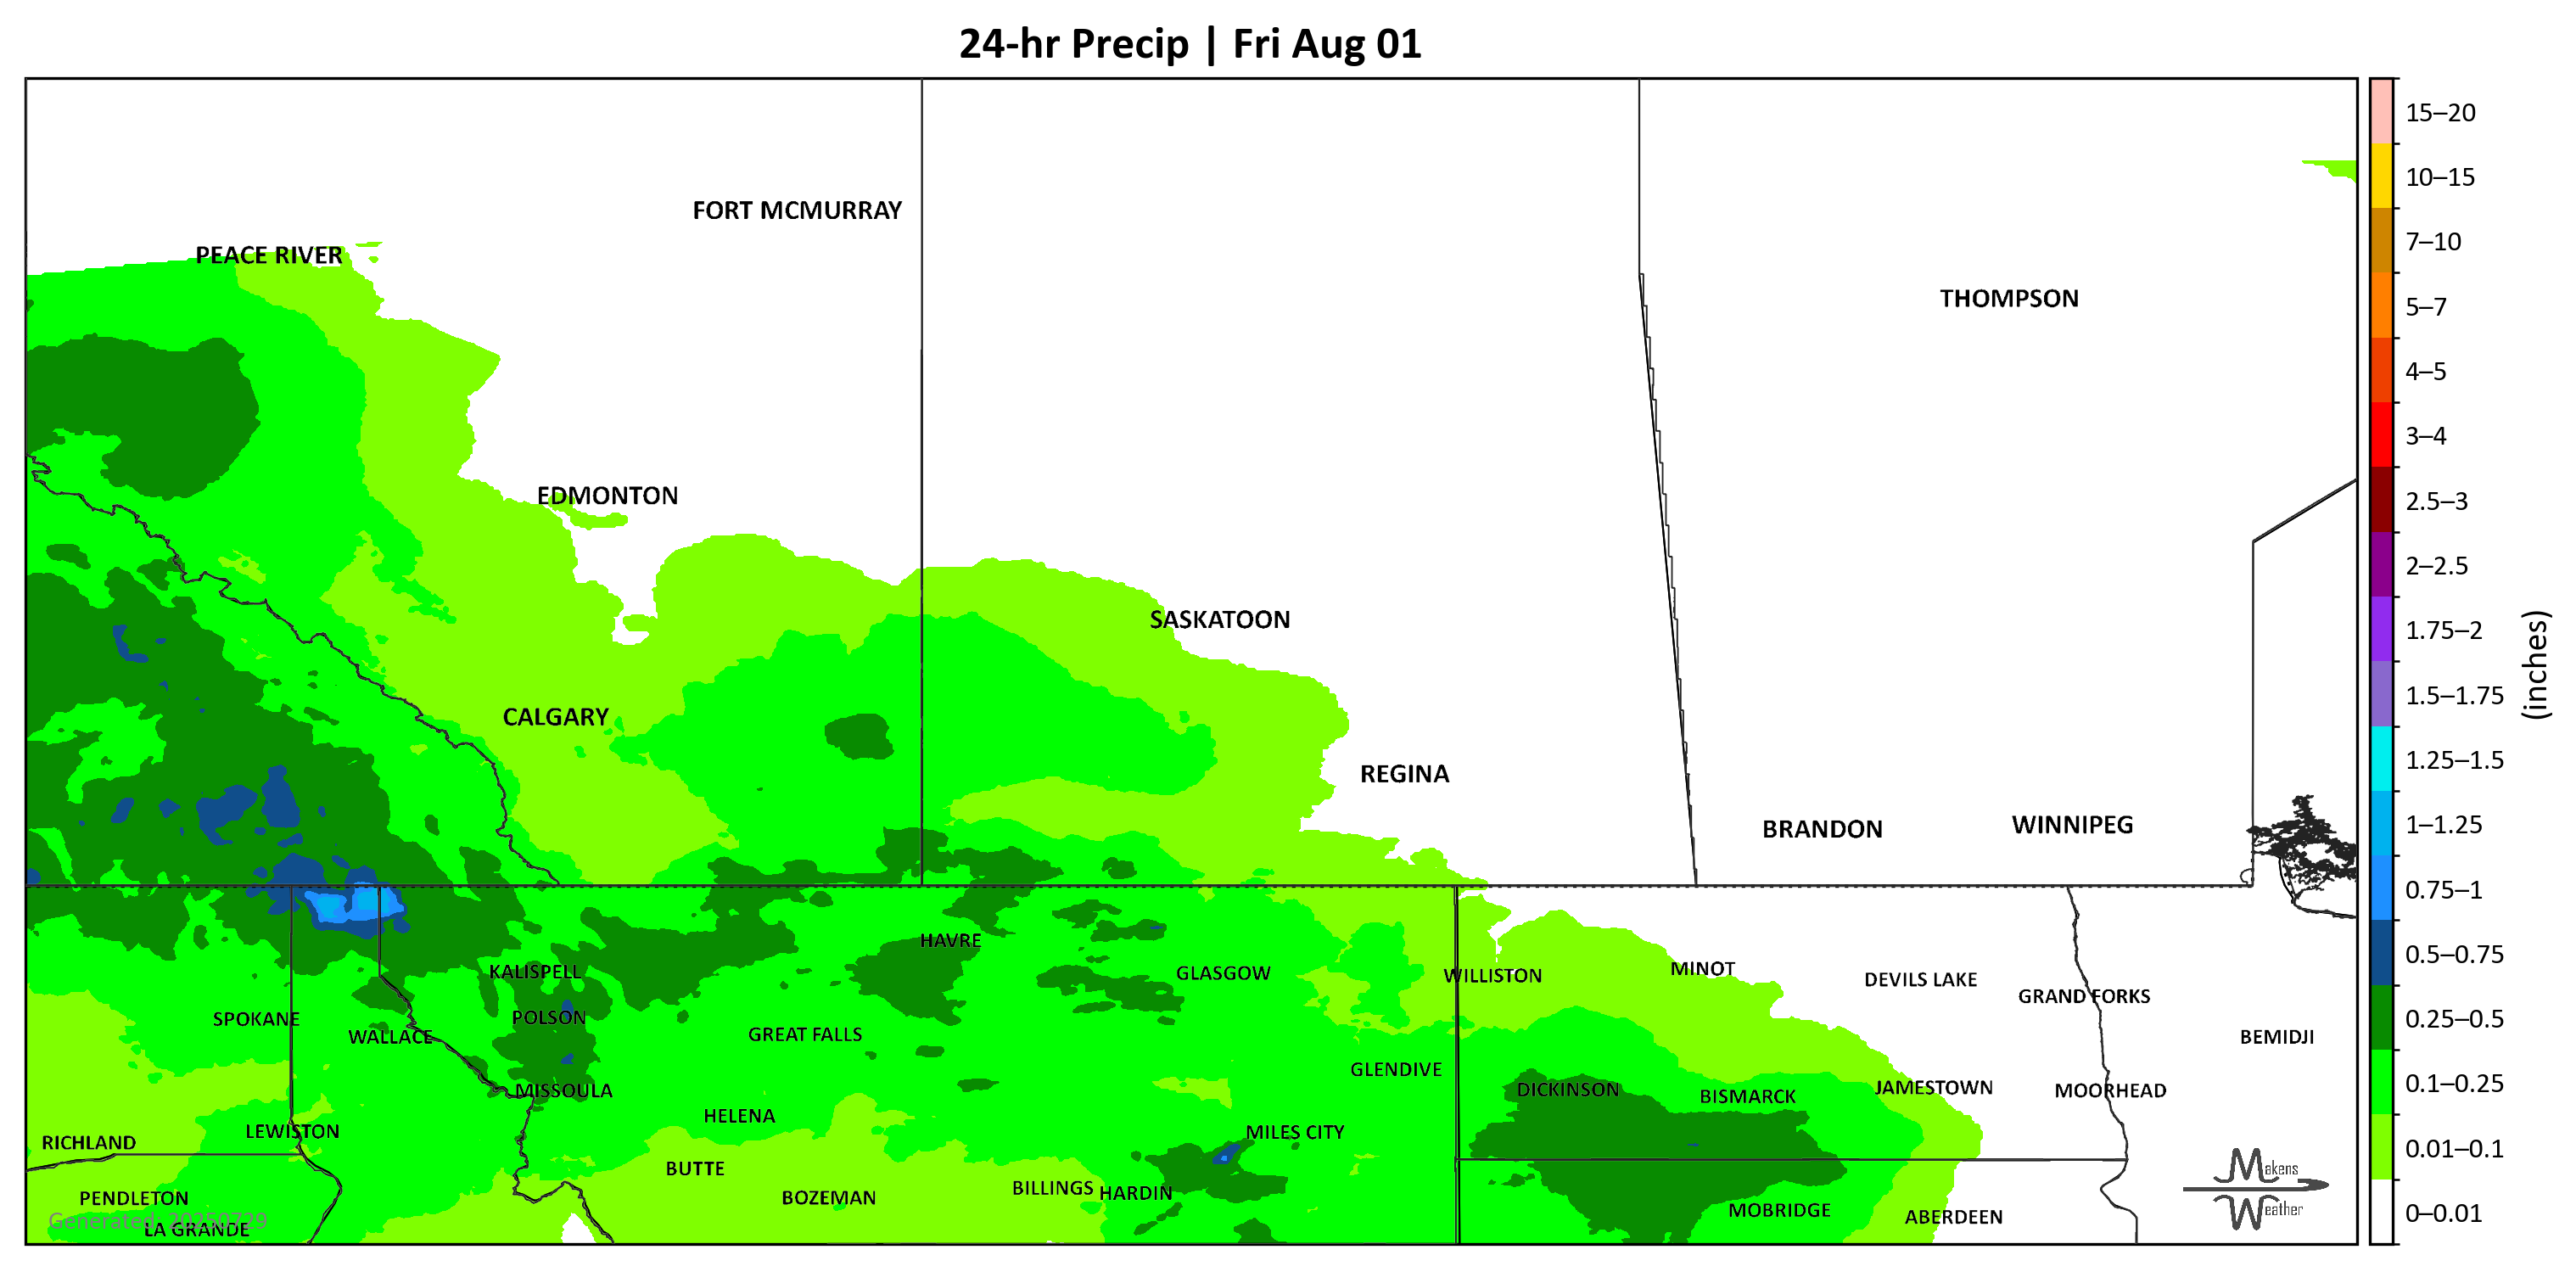 24-hr Precip | Fri Aug 01
FORT MCMURRAY
PEACE RIVER
THOMPSON
EDMONTON
SASKATOON
CALGARY
REGINA
BRANDON
WINNIPEG
HAVRE
KALISPELL
GLASGOW
WILLISTON
MINOT
DEVILS LAKE
GRAND FORKS
SPOKANE
POLSON
WALLACE
GREAT FALLS
BEMIDJI
GLENDIVE
MISSOULA
DICKINSON
BISMARCK
JAMESTOWN
MOORHEAD
HELENA
RICHLAND
LEWISTON
MILES CITY
BUTTE
PENDLETON
BOZEMAN
BILLINGS
HARDIN
MOBRIDGE
ABERDEEN
Generated: 20250729
LA GRANDE
Makens
Weather
15–20
10–15
7–10
5–7
4–5
3–4
2.5–3
2–2.5
1.75–2
1.5–1.75
1.25–1.5
1–1.25
0.75–1
0.5–0.75
0.25–0.5
0.1–0.25
0.01–0.1
0–0.01
(inches)